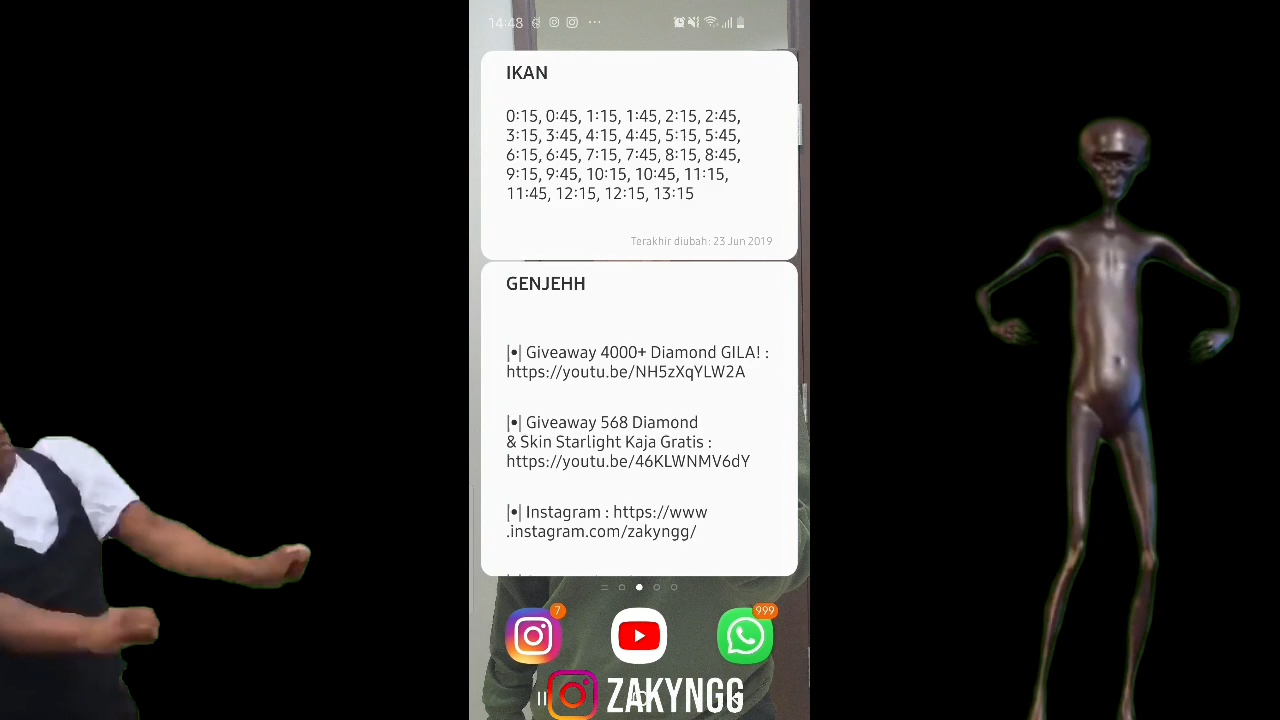 14:48
IKAN
0:15, 0:45, 1:15, 1:45, 2:15, 2:45,
3:15, 3:45, 4:15, 4:45, 5:15, 5:45,
6:15, 6:45, 7:15, 7:45, 8:15, 8:45,
9:15, 9:45, 10:15, 10:45, 11:15,
11:45, 12:15, 12:15, 13:15
Terakhir diubah: 23 Jun 2019
GENJEHH
|•| Giveaway 4000+ Diamond GILA! :
https://youtu.be/NH5zXqYLW2A
|•| Giveaway 568 Diamond
& Skin Starlight Kaja Gratis :
https://youtu.be/46KLWNMV6dY
|•| Instagram : https://www
.instagram.com/zakyngg/
7
999
ZAKYNGG